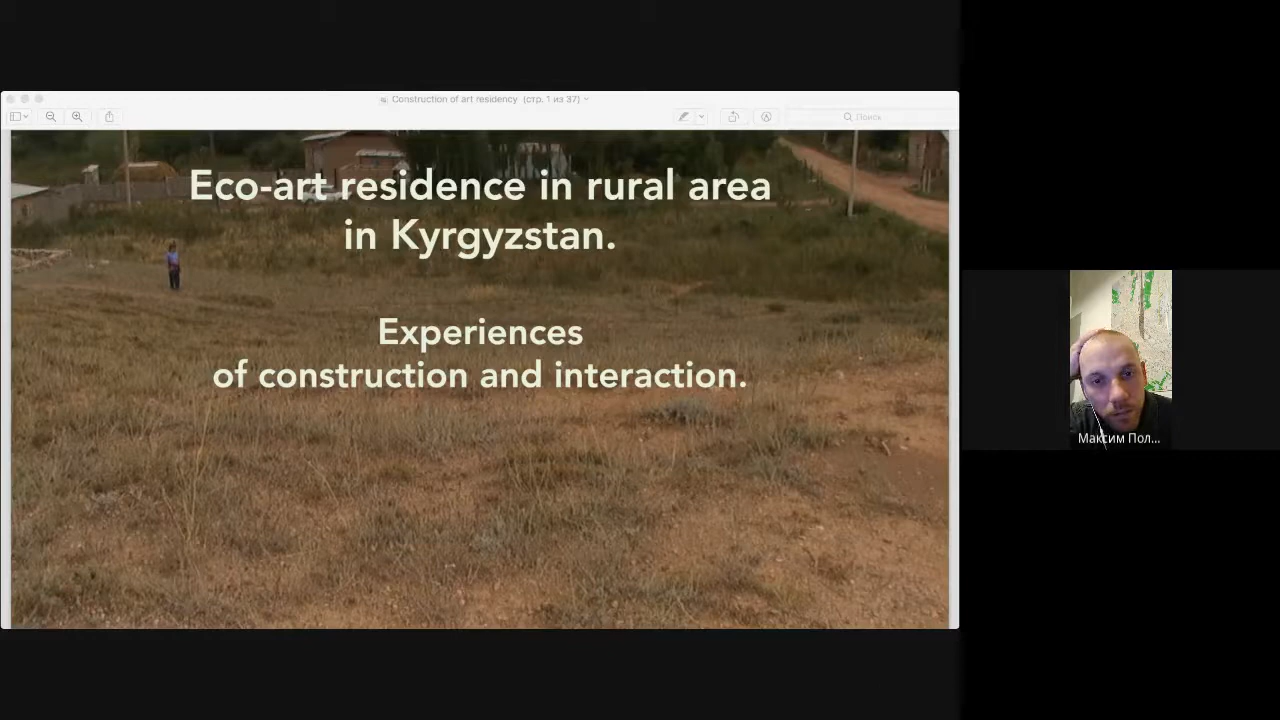 Construction of art residency (стр. 1 из 37)
Поиск
Eco-art residence in rural area
in Kyrgyzstan.
Experiences
of construction and interaction.
Максим Пол...